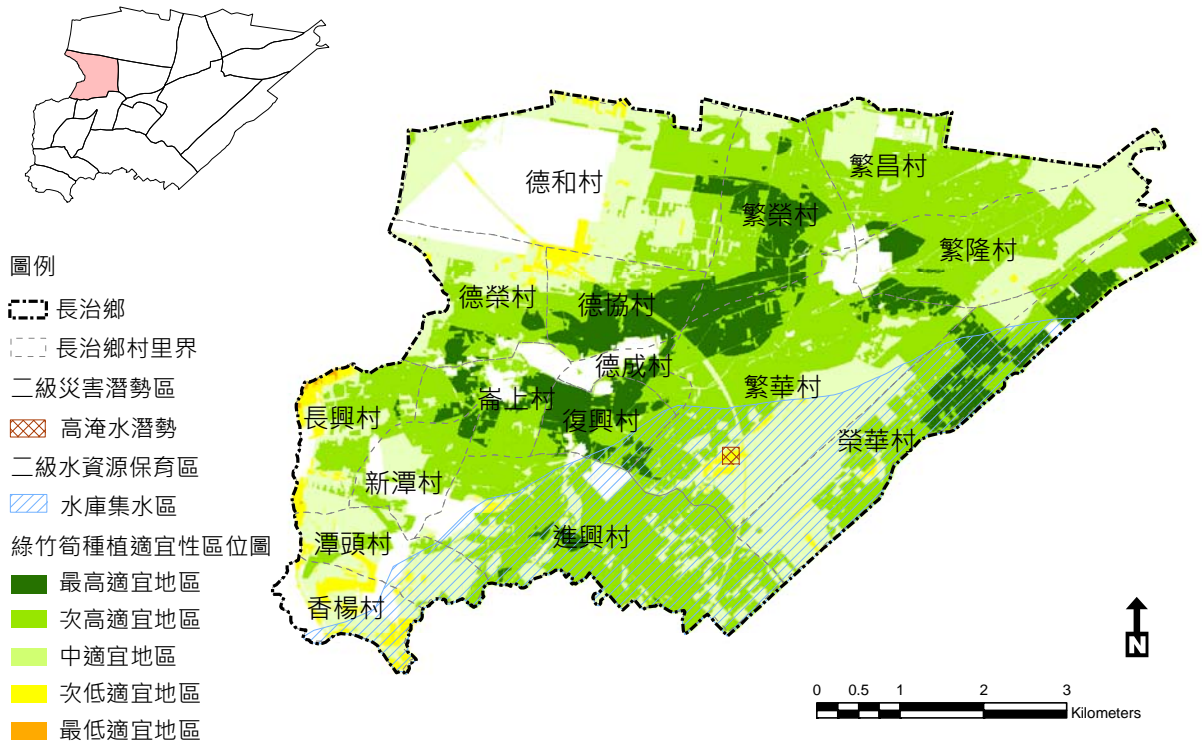 圖例
長治鄉
長治鄉村里界
二級災害潛勢區
高淹水潛勢
二級水資源保育區
水庫集水區
綠竹筍種植適宜性區位圖
最高適宜地區
次高適宜地區
中適宜地區
次低適宜地區
最低適宜地區
德和村
繁昌村
繁榮村
繁隆村
德榮村
德協村
德成村
繁華村
崙上村
長興村
復興村
榮華村
新潭村
進興村
潭頭村
香楊村
N
0 0.5 1 2 3
Kilometers